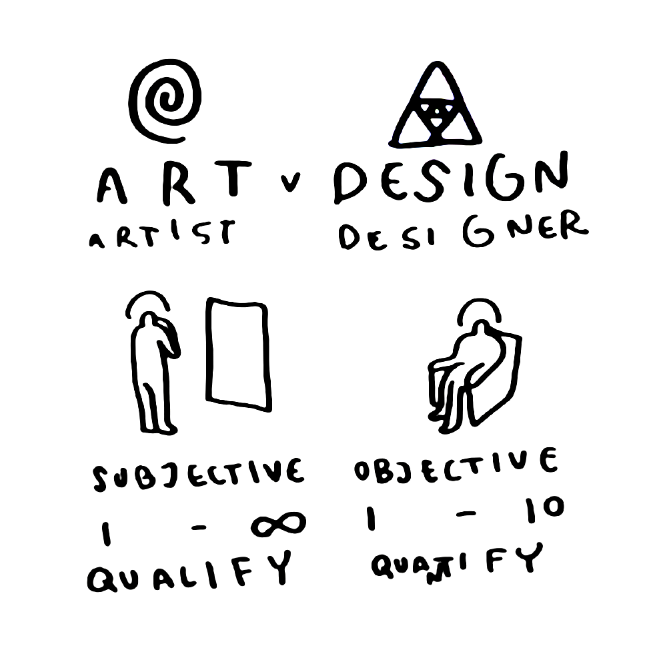 ART v DESIGN
ARTIST DESIGNER
SUBJECTIVE OBJECTIVE
1 - ∞ 1 - 10
QUALIFY QUANTIFY